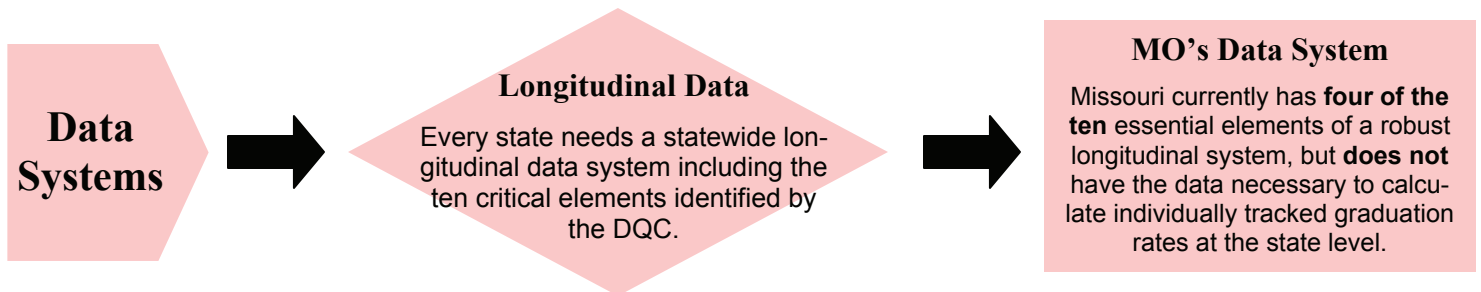 Data
Systems
Longitudinal Data
Every state needs a statewide lon-
gitudinal data system including the
ten critical elements identified by
the DQC.
MO’s Data System
Missouri currently has four of the
ten essential elements of a robust
longitudinal system, but does not
have the data necessary to calcu-
late individually tracked graduation
rates at the state level.